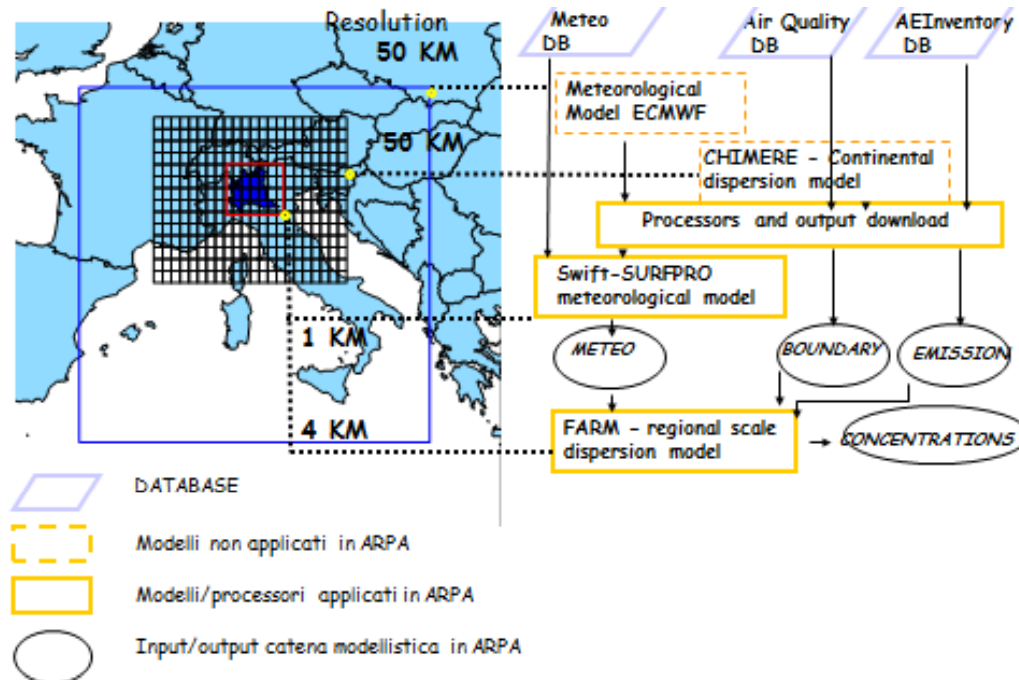 Resolution
50 KM
50 KM
1 KM
4 KM
Meteo
DB
Air Quality
DB
AEInventory
DB
Meteorological
Model ECMWF
CHIMERE - Continental
dispersion model
Processors and output download
Swift-SURFPRO
meteorological model
METEO
BOUNDARY
EMISSION
FARM - regional scale
dispersion model
CONCENTRATIONS
DATABASE
Modelli non applicati in ARPA
Modelli/processori applicati in ARPA
Input/output catena modellistica in ARPA